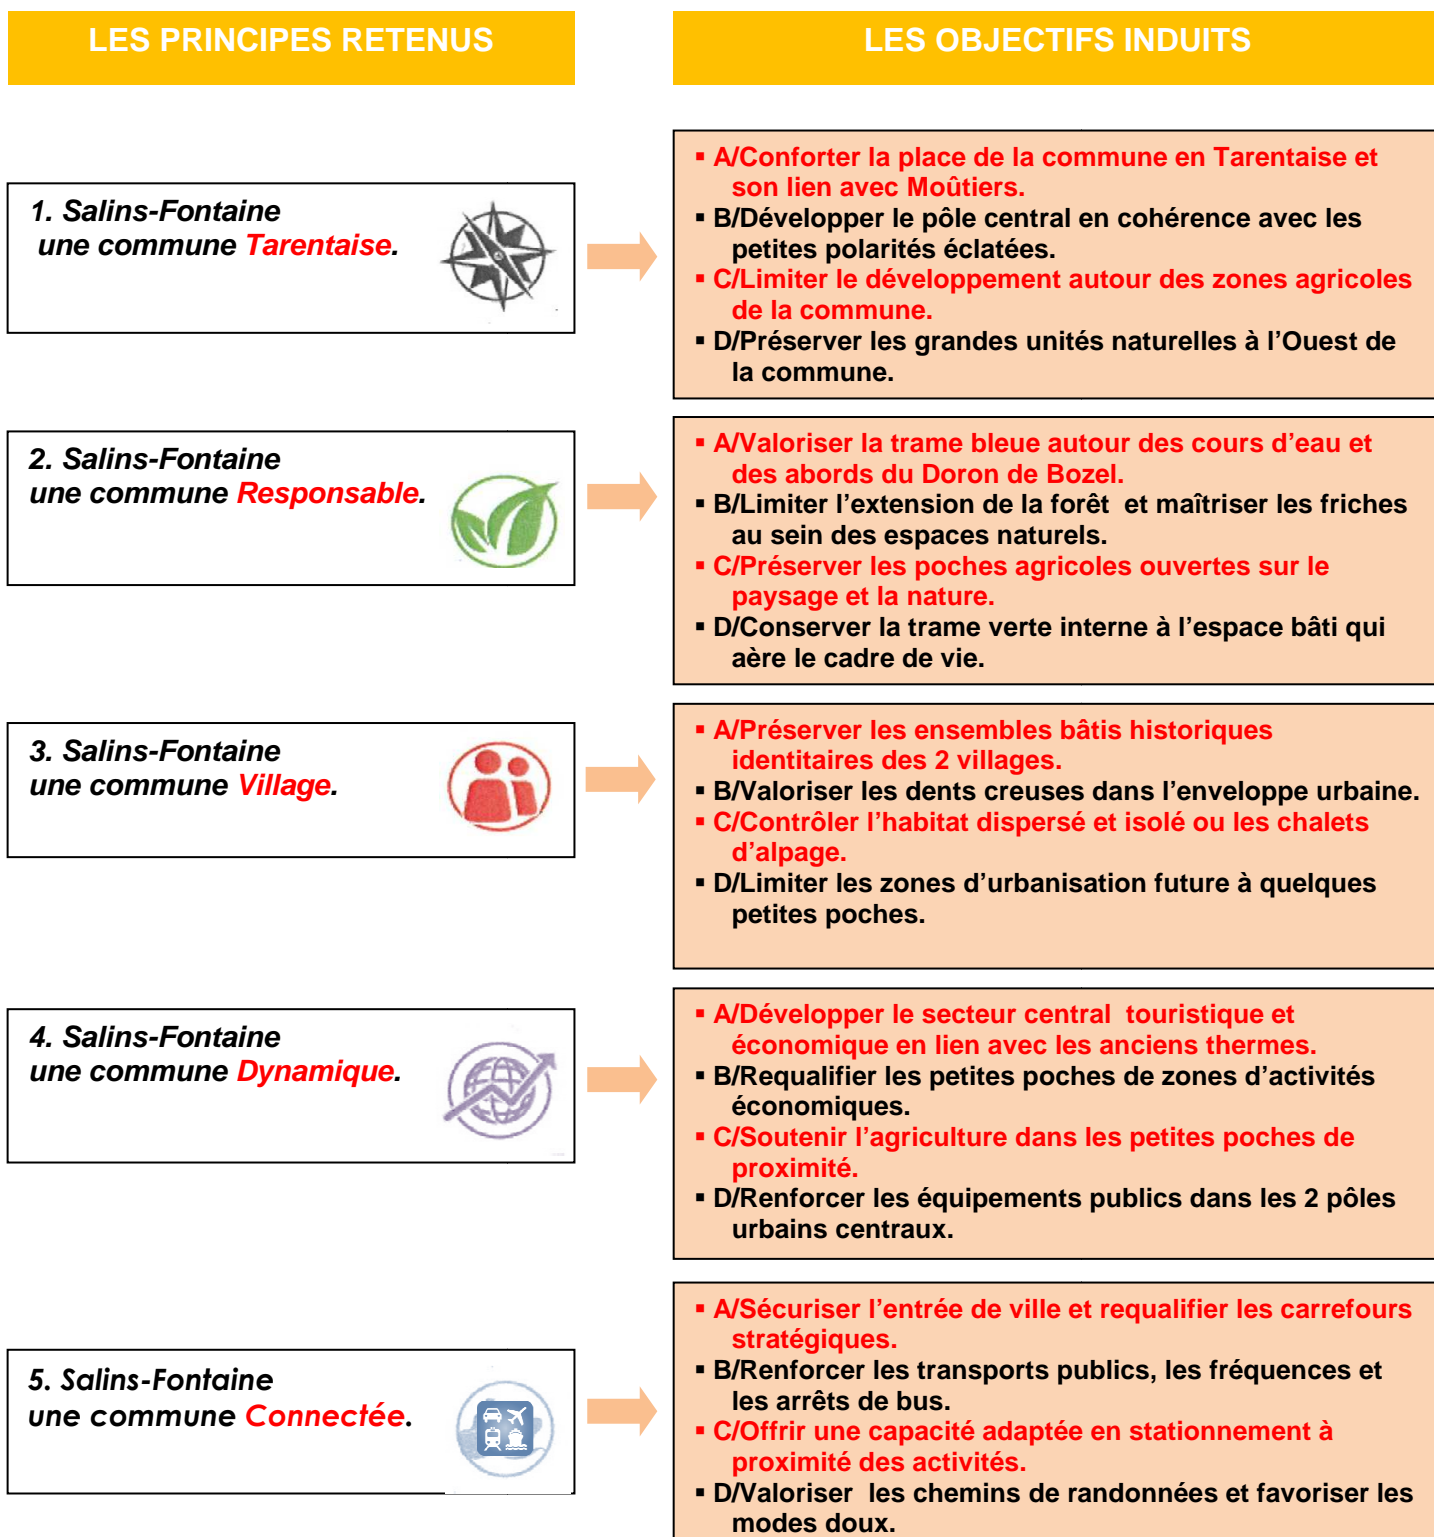 LES PRINCIPES RETENUS
LES OBJECTIFS INDUITS
1. Salins-Fontaine
une commune Tarentaise.
▪ A/Conforter la place de la commune en Tarentaise et
son lien avec Moûtiers.
▪ B/Développer le pôle central en cohérence avec les
petites polarités éclatées.
▪ C/Limiter le développement autour des zones agricoles
de la commune.
▪ D/Préserver les grandes unités naturelles à l’Ouest de
la commune.
2. Salins-Fontaine
une commune Responsable.
▪ A/Valoriser la trame bleue autour des cours d’eau et
des abords du Doron de Bozel.
▪ B/Limiter l’extension de la forêt et maîtriser les friches
au sein des espaces naturels.
▪ C/Préserver les poches agricoles ouvertes sur le
paysage et la nature.
▪ D/Conserver la trame verte interne à l’espace bâti qui
aère le cadre de vie.
3. Salins-Fontaine
une commune Village.
▪ A/Préserver les ensembles bâtis historiques
identitaires des 2 villages.
▪ B/Valoriser les dents creuses dans l’enveloppe urbaine.
▪ C/Contrôler l’habitat dispersé et isolé ou les chalets
d’alpage.
▪ D/Limiter les zones d’urbanisation future à quelques
petites poches.
4. Salins-Fontaine
une commune Dynamique.
▪ A/Développer le secteur central touristique et
économique en lien avec les anciens thermes.
▪ B/Requalifier les petites poches de zones d’activités
économiques.
▪ C/Soutenir l’agriculture dans les petites poches de
proximité.
▪ D/Renforcer les équipements publics dans les 2 pôles
urbains centraux.
5. Salins-Fontaine
une commune Connectée.
▪ A/Sécuriser l’entrée de ville et requalifier les carrefours
stratégiques.
▪ B/Renforcer les transports publics, les fréquences et
les arrêts de bus.
▪ C/Offrir une capacité adaptée en stationnement à
proximité des activités.
▪ D/Valoriser les chemins de randonnées et favoriser les
modes doux.